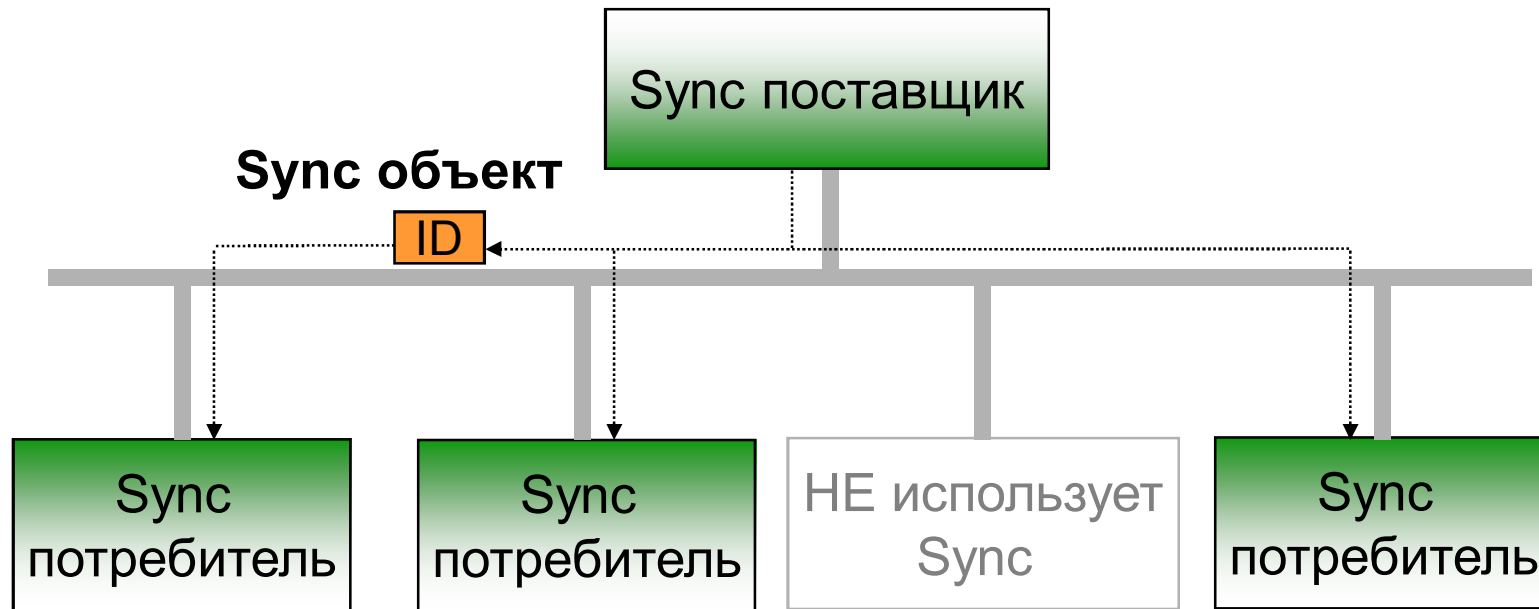 Sync поставщик
Sync объект
ID
Sync
потребитель
Sync
потребитель
НЕ использует
Sync
Sync
потребитель